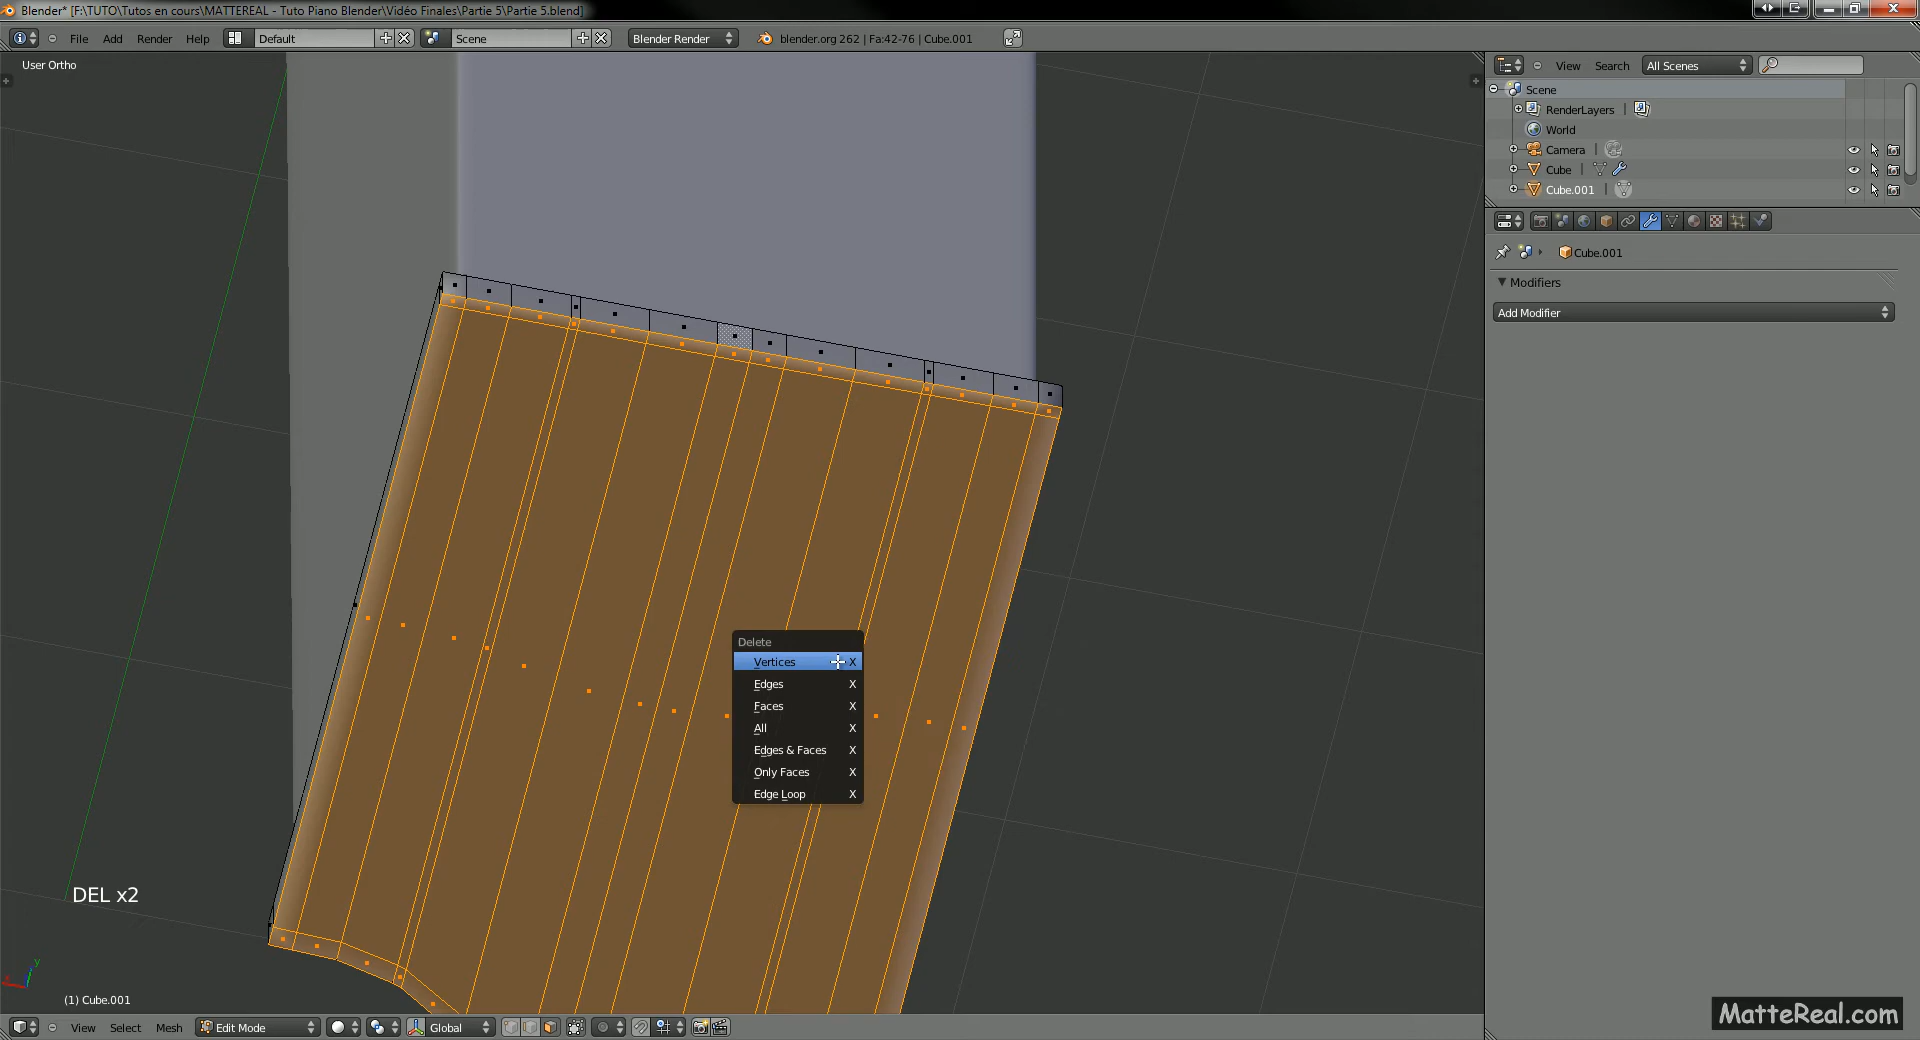 Blender* [F:\TUTO\Tutos en cours\MATTEREAL - Tuto Piano Blender\Vidéo Finales\Partie 5\Partie 5.blend]
File Add Render Help Default Scene Blender Render blender.org 262 | Fa:42-76 | Cube.001
User Ortho
View Search All Scenes
Scene
RenderLayers
World
Camera
Cube
Cube.001
Cube.001
Modifiers
Add Modifier
Delete
Vertices X
Edges X
Faces X
All X
Edges & Faces X
Only Faces X
Edge Loop X
DEL x2
y
(1) Cube.001
View Select Mesh Edit Mode Global
MatteReal.com